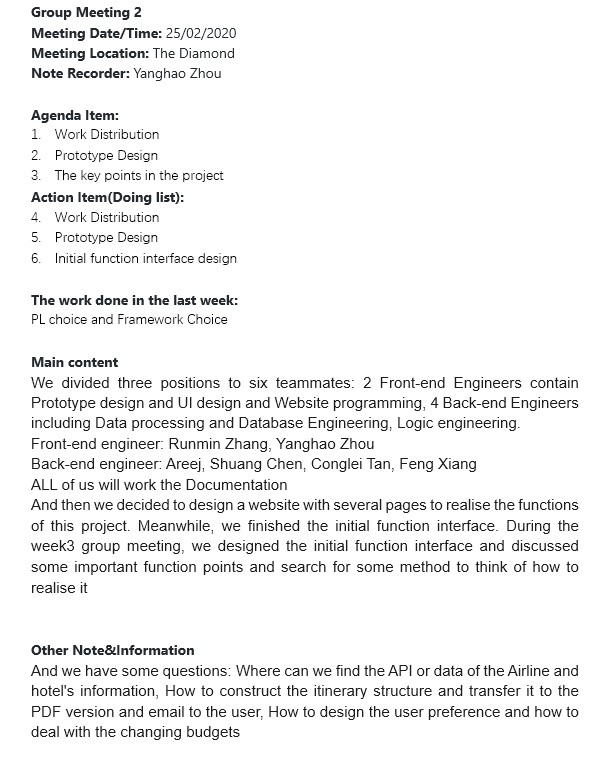 Group Meeting 2
Meeting Date/Time: 25/02/2020
Meeting Location: The Diamond
Note Recorder: Yanghao Zhou
Agenda Item:
1. Work Distribution
2. Prototype Design
3. The key points in the project
Action Item(Doing list):
4. Work Distribution
5. Prototype Design
6. Initial function interface design
The work done in the last week:
PL choice and Framework Choice
Main content
We divided three positions to six teammates: 2 Front-end Engineers contain
Prototype design and UI design and Website programming, 4 Back-end Engineers
including Data processing and Database Engineering, Logic engineering.
Front-end engineer: Runmin Zhang, Yanghao Zhou
Back-end engineer: Areej, Shuang Chen, Conglei Tan, Feng Xiang
ALL of us will work the Documentation
And then we decided to design a website with several pages to realise the functions
of this project. Meanwhile, we finished the initial function interface. During the
week3 group meeting, we designed the initial function interface and discussed
some important function points and search for some method to think of how to
realise it
Other Note&Information
And we have some questions: Where can we find the API or data of the Airline and
hotel's information, How to construct the itinerary structure and transfer it to the
PDF version and email to the user, How to design the user preference and how to
deal with the changing budgets